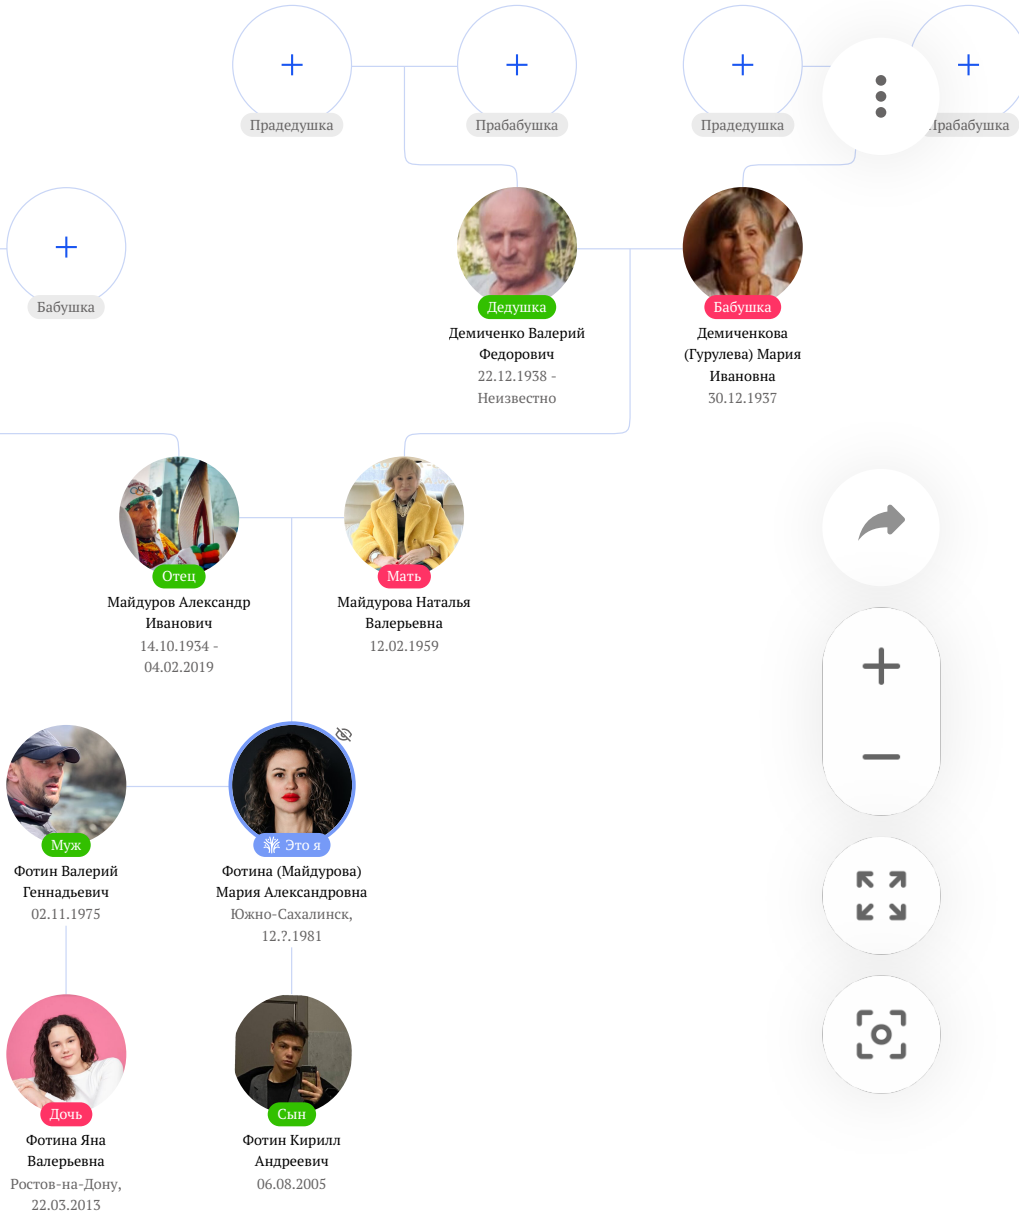 Прадедушка
Прабабушка
Прадедушка
Прабабушка
Бабушка
Дедушка
Демиченко Валерий
Федорович
22.12.1938 -
Неизвестно
Бабушка
Демиченкова
(Гурулева) Мария
Ивановна
30.12.1937
Отец
Майдуров Александр
Иванович
14.10.1934 -
04.02.2019
Мать
Майдурова Наталья
Валерьевна
12.02.1959
Муж
Фотин Валерий
Геннадьевич
02.11.1975
Это я
Фотина (Майдурова)
Мария Александровна
Южно-Сахалинск,
12.?.1981
Дочь
Фотина Яна
Валерьевна
Ростов-на-Дону,
22.03.2013
Сын
Фотин Кирилл
Андреевич
06.08.2005